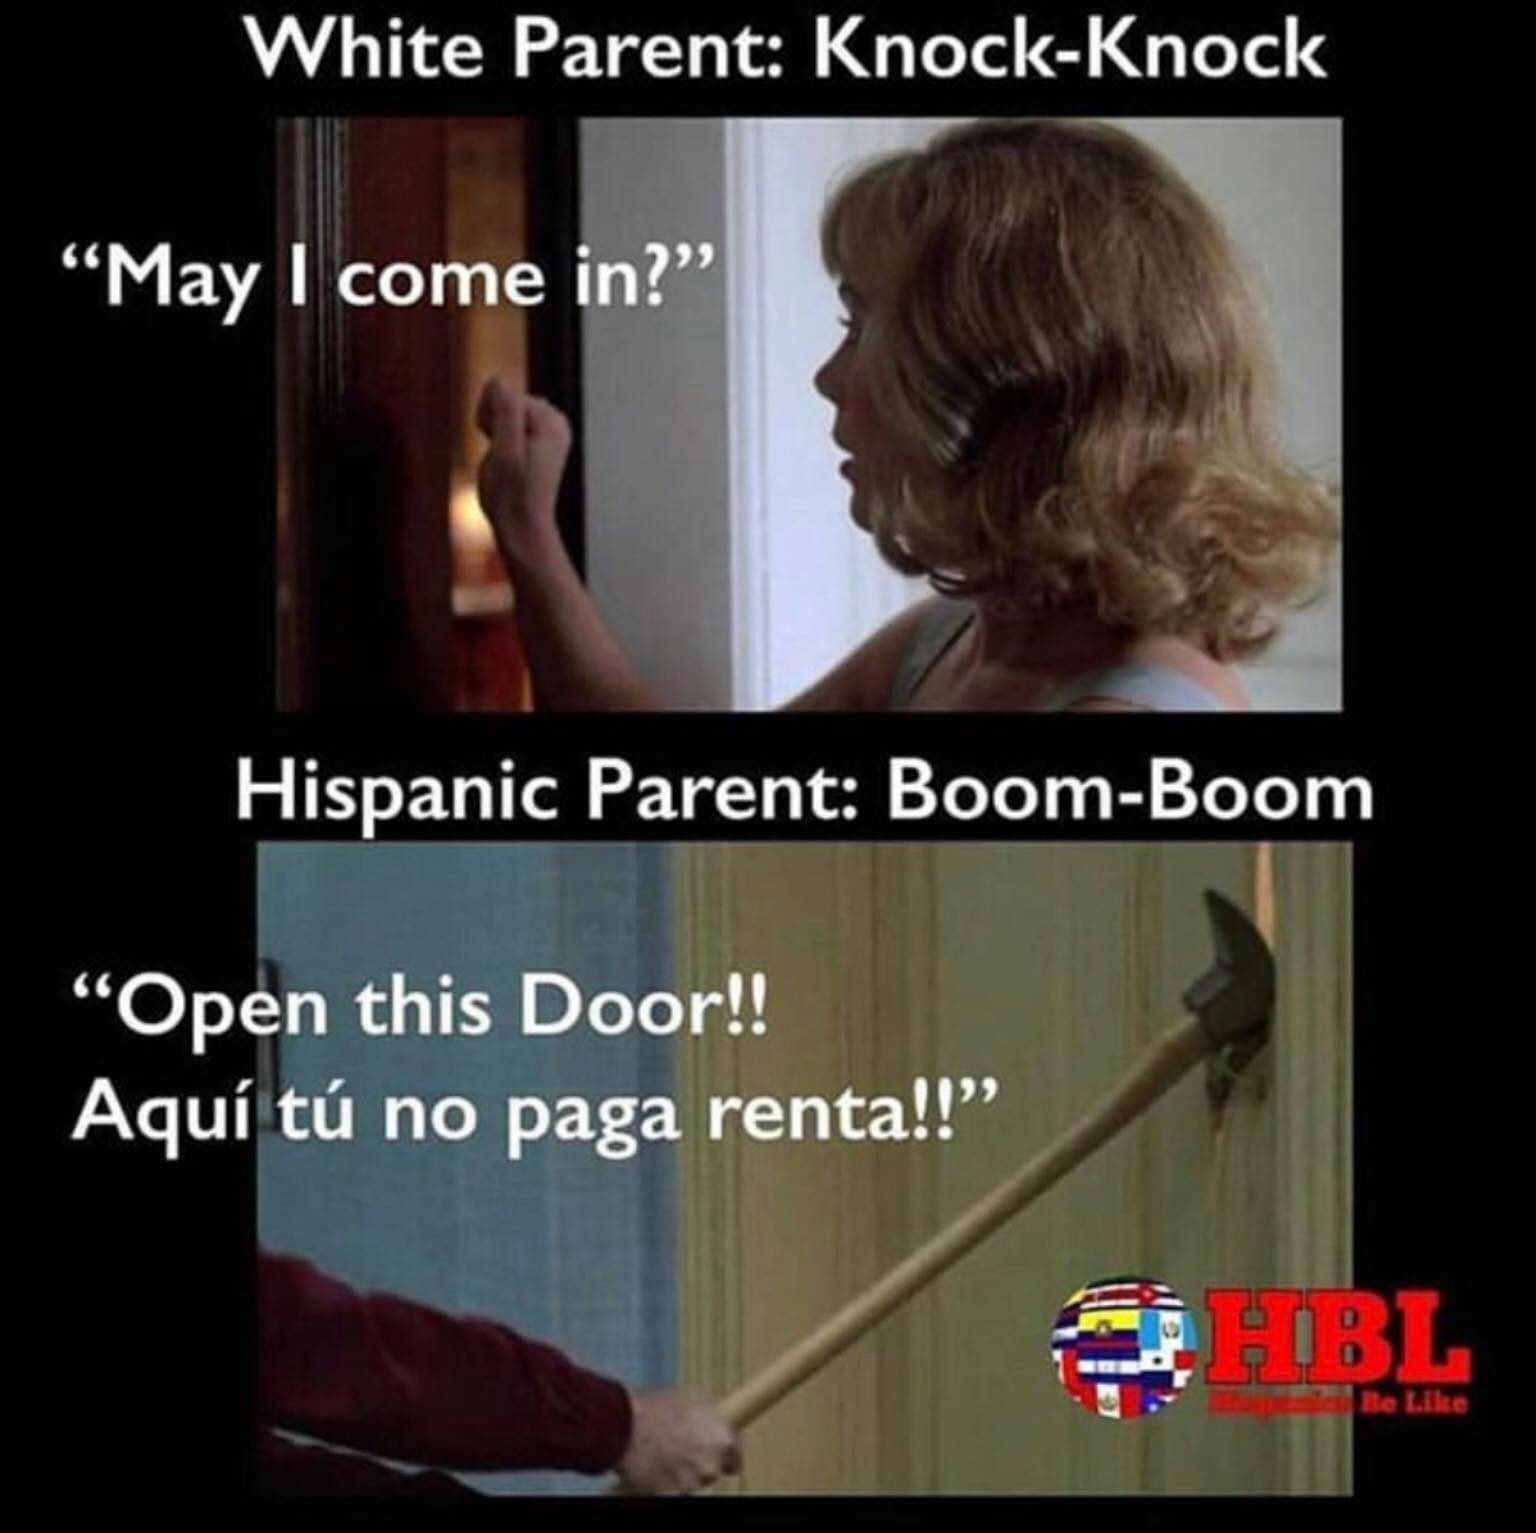 White Parent: Knock-Knock
“May I come in?”
Hispanic Parent: Boom-Boom
“Open this Door!!
Aquí tú no paga renta!!”
HBL
Be Like